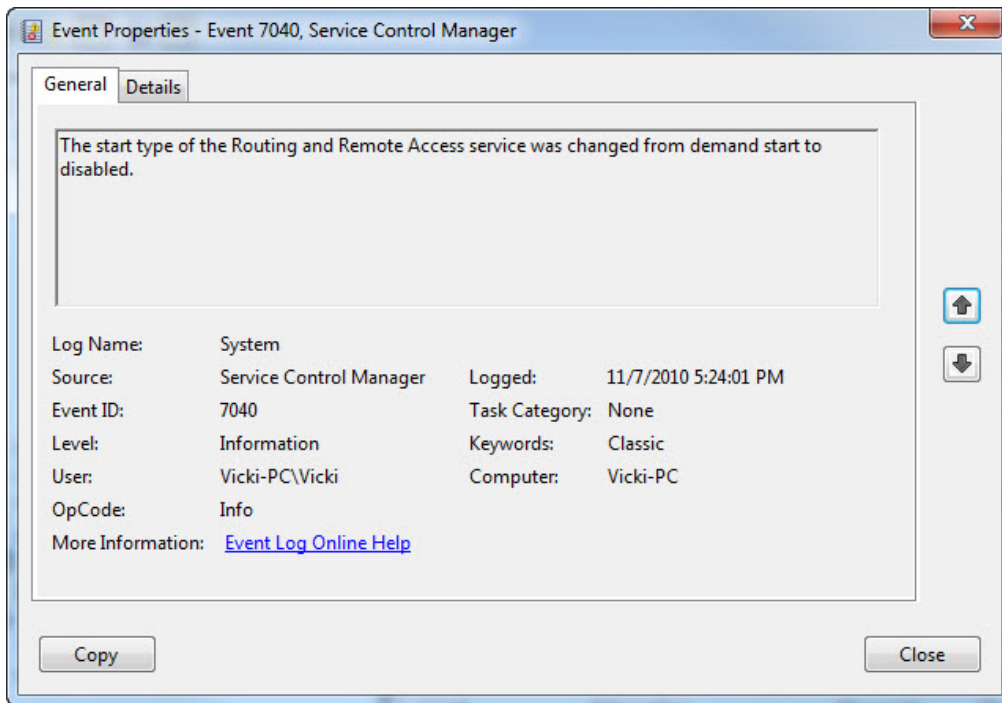 Event Properties - Event 7040, Service Control Manager
General Details
The start type of the Routing and Remote Access service was changed from demand start to
disabled.
Log Name: System
Source: Service Control Manager Logged: 11/7/2010 5:24:01 PM
Event ID: 7040 Task Category: None
Level: Information Keywords: Classic
User: Vicki-PC\Vicki Computer: Vicki-PC
OpCode: Info
More Information: Event Log Online Help
Copy Close